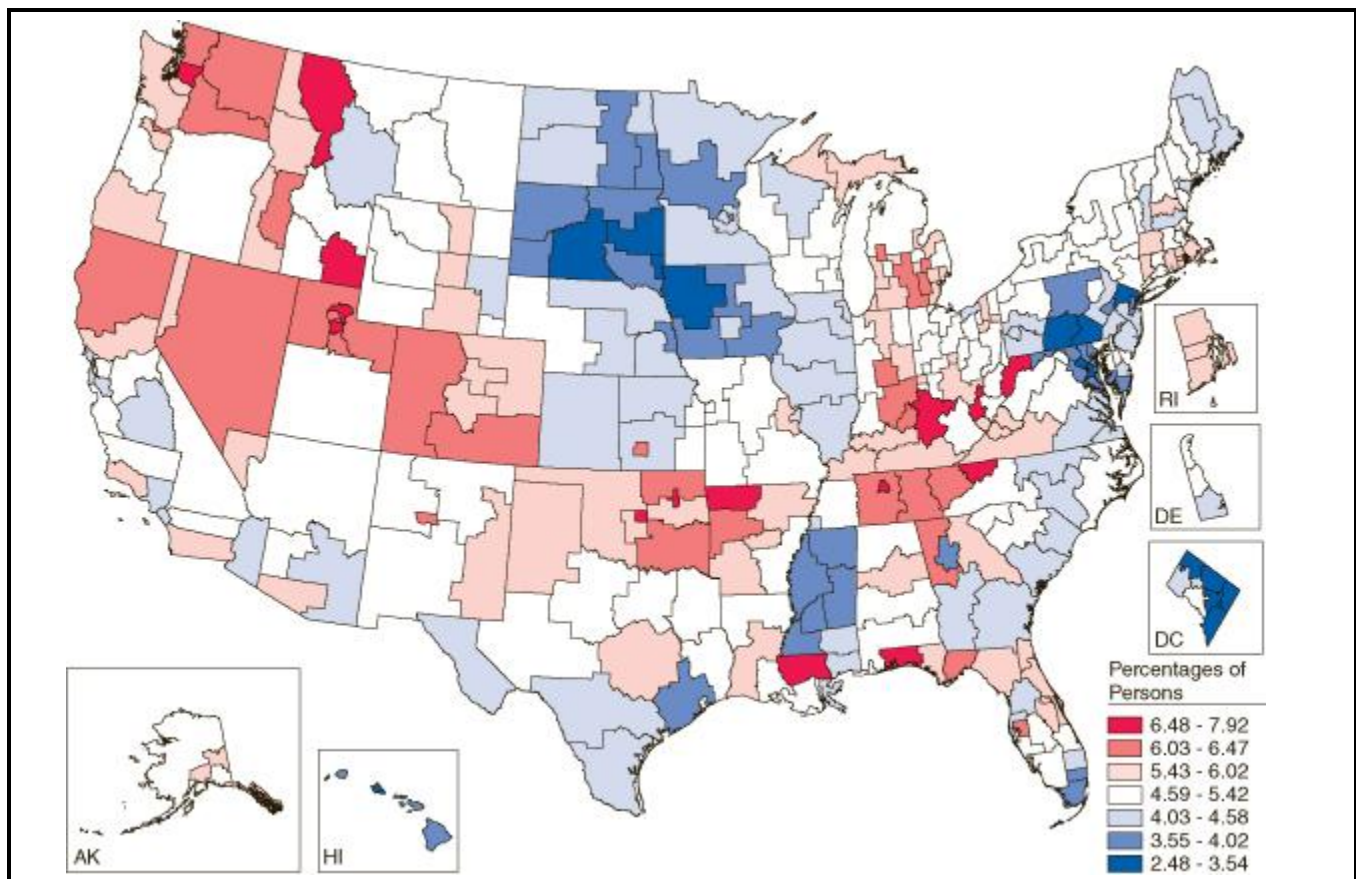 RI
DE
DC
AK
HI
Percentages of
Persons
6.48 - 7.92
6.03 - 6.47
5.43 - 6.02
4.59 - 5.42
4.03 - 4.58
3.55 - 4.02
2.48 - 3.54